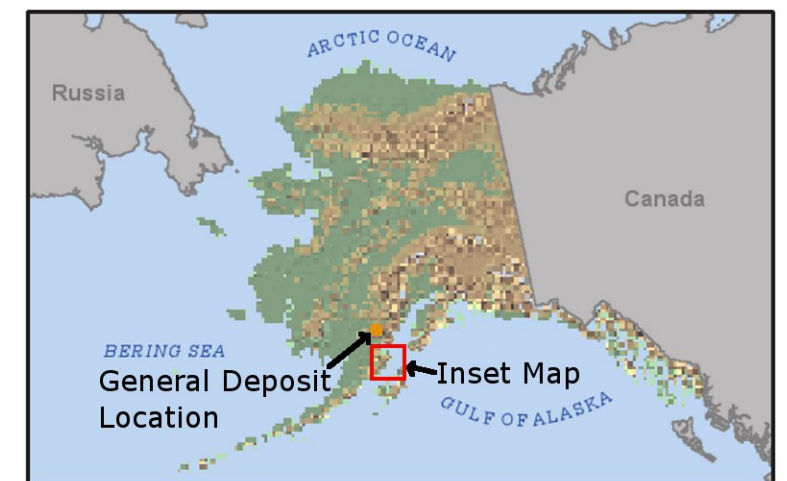 ARCTIC OCEAN
Russia
Canada
BERING SEA
General Deposit
Location
Inset Map
GULF OF ALASKA